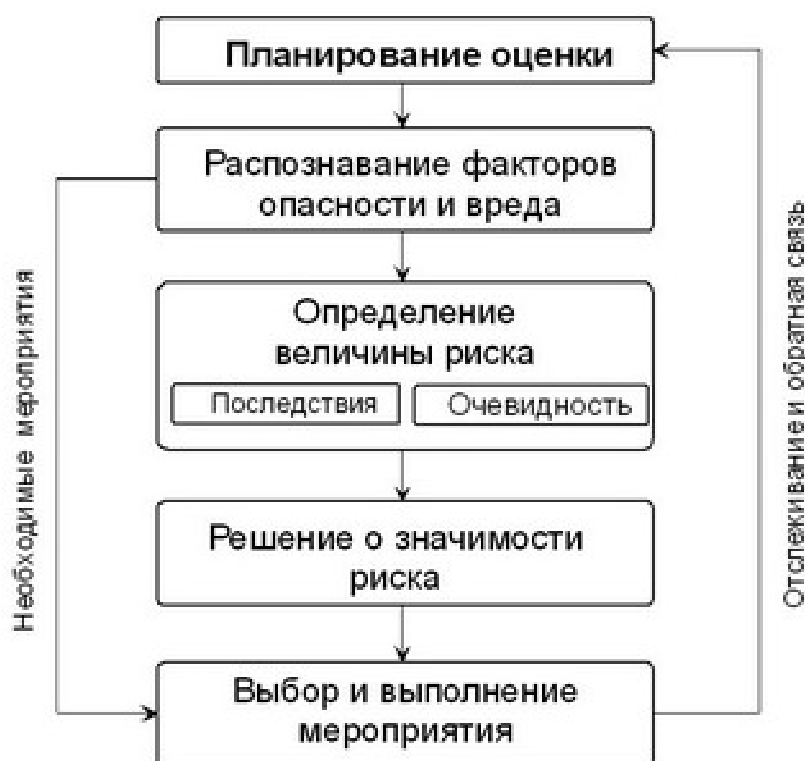 Планирование оценки
Распознавание факторов
опасности и вреда
Определение
величины риска
Последствия
Очевидность
Решение о значимости
риска
Выбор и выполнение
мероприятия
Необходимые мероприятия
Отслеживание и обратная связь